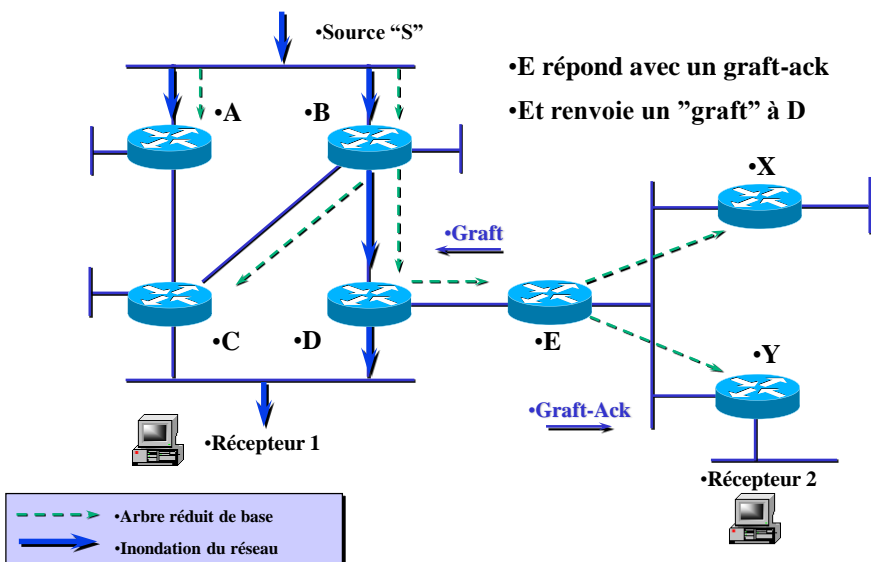 •Source “S”
•E répond avec un graft-ack
•Et renvoie un ”graft” à D
•A
•B
•X
•Graft
•C
•D
•E
•Y
•Graft-Ack
•Récepteur 1
•Récepteur 2
•Arbre réduit de base
•Inondation du réseau